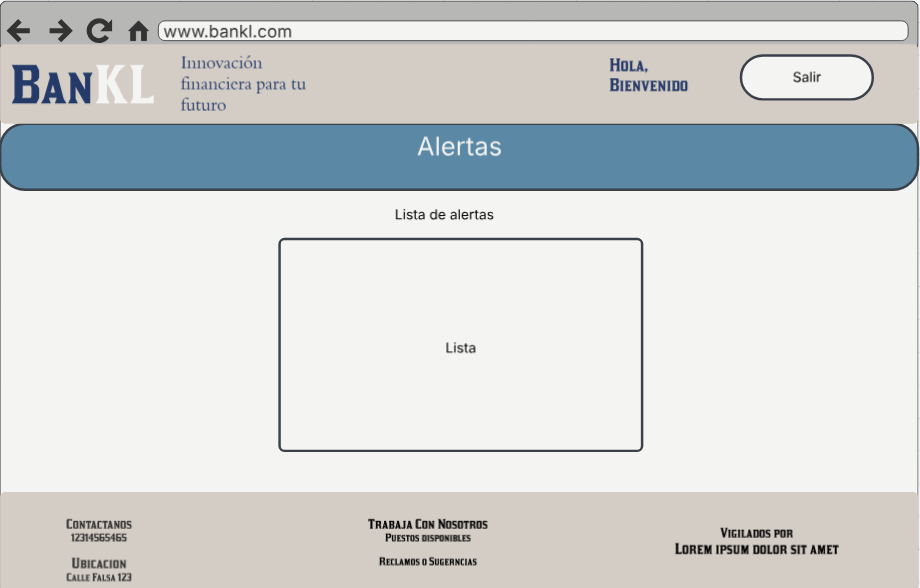 www.bankl.com
BanKL
Innovación
financiera para tu
futuro
Hola,
Bienvenido
Salir
Alertas
Lista de alertas
Lista
Contactanos
12314565465
Ubicacion
Calle Falsa 123
Trabaja Con Nosotros
Puestos disponibles
Reclamos o Sugerncias
Vigilados por
Lorem ipsum dolor sit amet